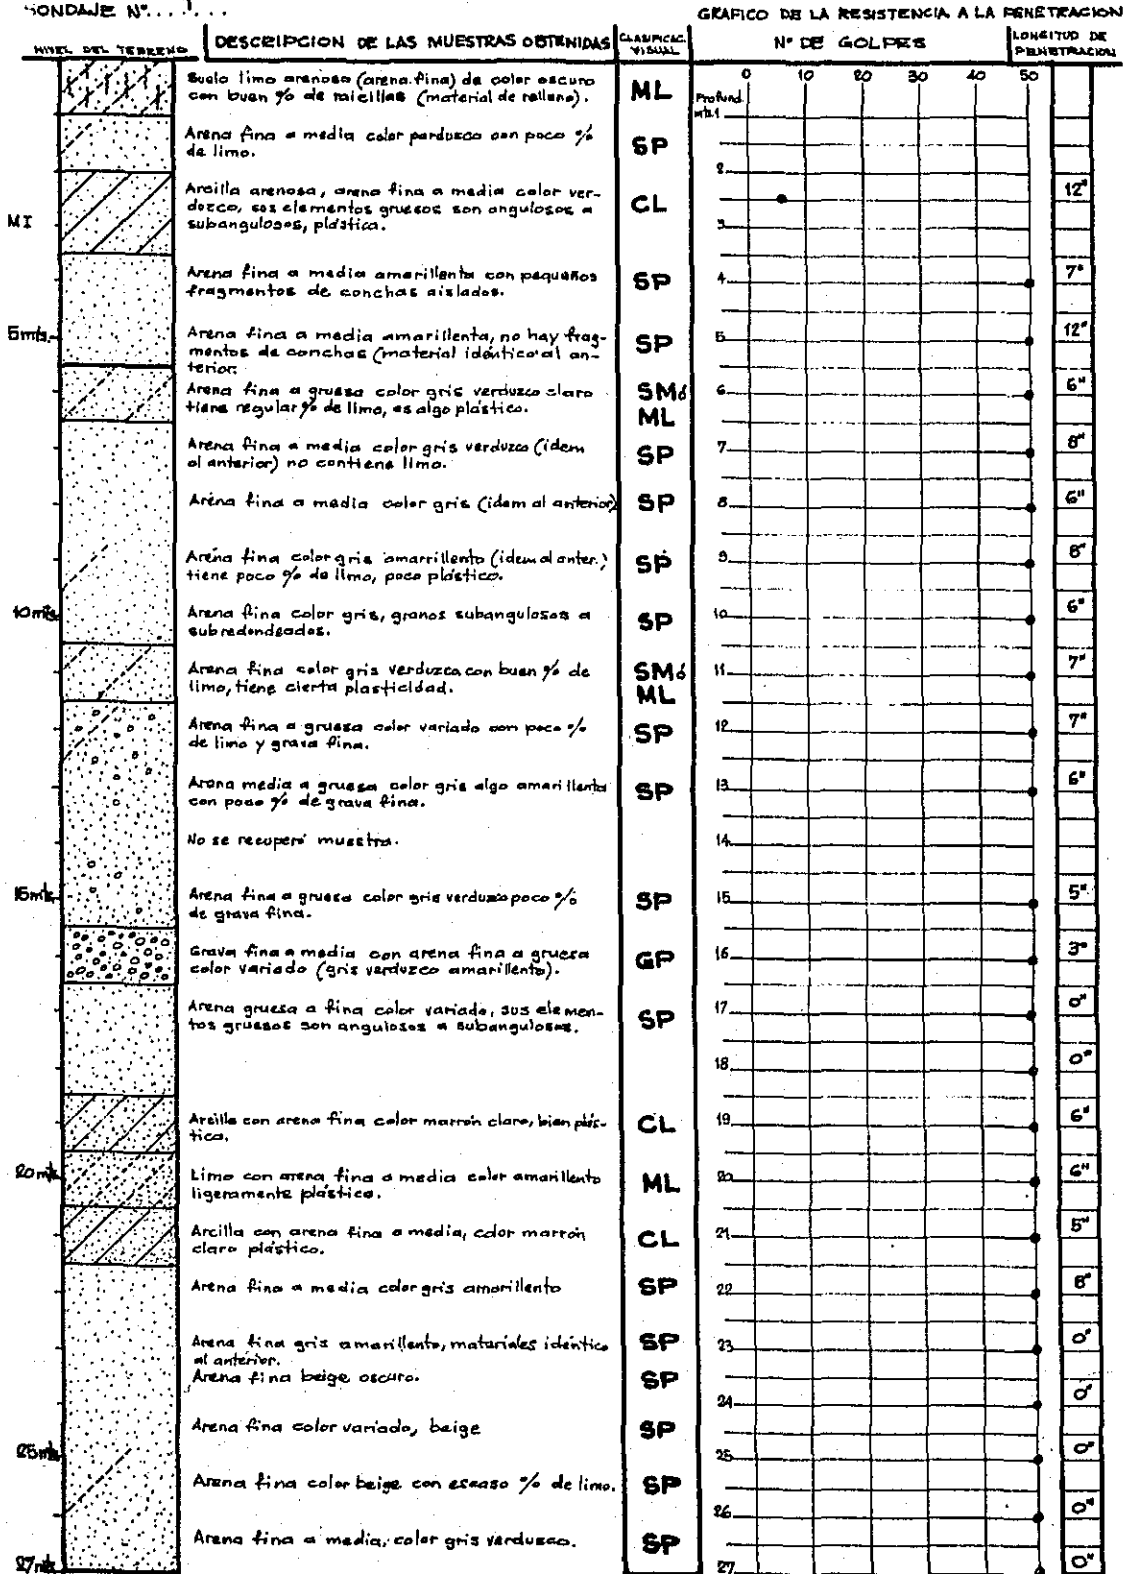 SONDAJE Nº....1...
GRAFICO DE LA RESISTENCIA A LA PENETRACION
NIVEL DEL TERRENO
DESCRIPCION DE LAS MUESTRAS OBTENIDAS
CLASIFICAC. VISUAL
Nº DE GOLPES
LONGITUD DE PENETRACION
0 10 20 30 40 50
Profund. mts.1
Suelo limo arenoso (arena fina) de color oscuro
con buen % de raicillas (material de relleno).
ML
Arena fina a media color parduzco con poco %
de limo.
SP
2
Arcilla arenosa, arena fina a media color ver-
dozco, sus elementos gruesos son angulosos a
subangulosos, plástica.
CL
12"
MI
3
Arena fina a media amarillenta con pequeños
fragmentos de conchas aislados.
SP
4
7"
5mts.
Arena fina a media amarillenta, no hay frag-
mentos de conchas (material idéntico al an-
terior.
SP
5
12"
Arena fina a gruesa color gris verduzco claro
tiene regular % de limo, es algo plástico.
SM ó
ML
6
6"
Arena fina a media color gris verduzco (idem
al anterior) no contiene limo.
SP
7
8"
Arena fina a media color gris (idem al anterior)
SP
8
6"
Arena fina color gris amarrillento (idem al anter.)
tiene poco % de limo, poco plástico.
SP
9
8"
10mts.
Arena fina color gris, granos subangulosos a
subredondeados.
SP
10
6"
Arena fina color gris verduzca con buen % de
limo, tiene cierta plasticidad.
SM ó
ML
11
7"
Arena fina a gruesa color variado con poco %
de limo y grava fina.
SP
12
7"
Arena media a gruesa color gris algo amarillenta
con poco % de grava fina.
SP
13
6"
No se recuperó muestra.
14
15mts
Arena fina a gruesa color gris verduzco poco %
de grava fina.
SP
15
5"
Grava fina a media con arena fina a gruesa
color variado (gris verduzco amarillento).
GP
16
3"
Arena gruesa a fina color variado, sus elemen-
tos gruesos son angulosos a subangulosos.
SP
17
0"
18
0"
Arcilla con arena fina color marrón claro, bien plás-
tica.
CL
19
6"
20mts
Limo con arena fina a media color amarillento
ligeramente plástico.
ML
20
6"
Arcilla con arena fina a media, color marrón
claro plástico.
CL
21
5"
Arena fina a media color gris amarillento
SP
22
8"
Arena fina gris amarillento, materiales idéntico
al anterior.
SP
23
0"
Arena fina beige oscuro.
SP
24
0"
Arena fina color variado, beige
SP
25mts
25
0"
Arena fina color beige con escaso % de limo.
SP
26
0"
Arena fina a media, color gris verduzco.
SP
27mts
27
0"